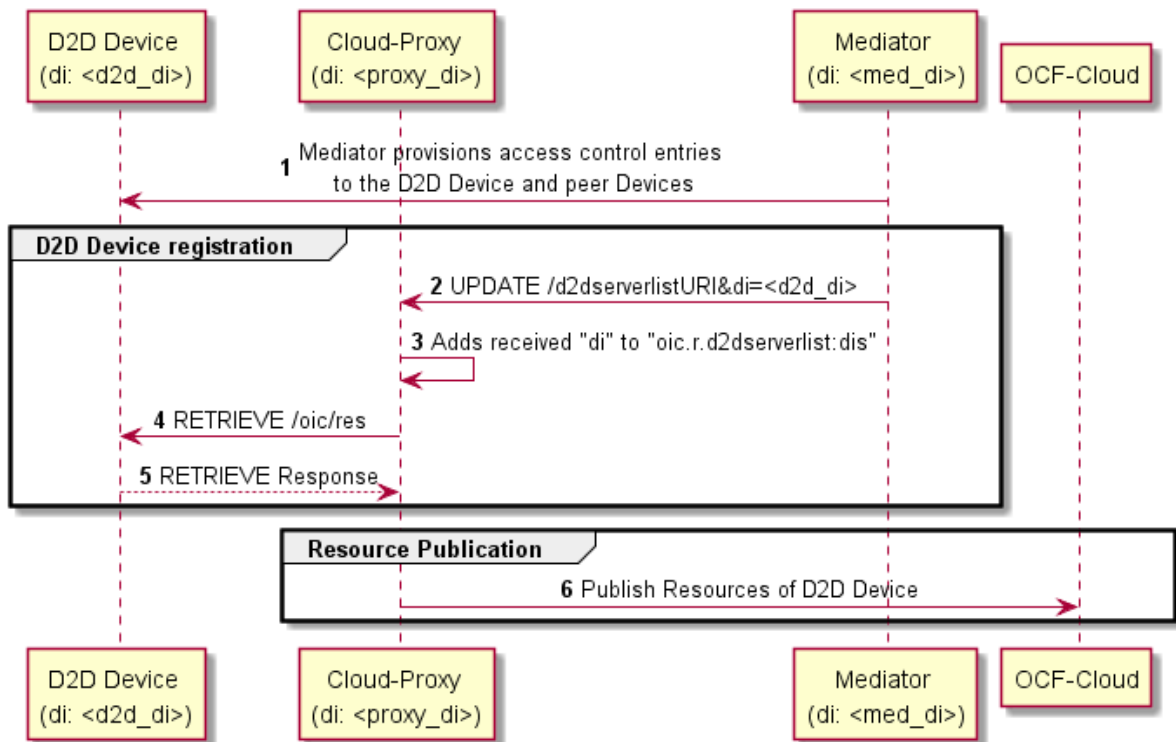 D2D Device
(di: <d2d_di>)
Cloud-Proxy
(di: <proxy_di>)
Mediator
(di: <med_di>)
OCF-Cloud
1 Mediator provisions access control entries
to the D2D Device and peer Devices
D2D Device registration
2 UPDATE /d2dserverlistURI&di=<d2d_di>
3 Adds received "di" to "oic.r.d2dserverlist:dis"
4 RETRIEVE /oic/res
5 RETRIEVE Response
Resource Publication
6 Publish Resources of D2D Device
D2D Device
(di: <d2d_di>)
Cloud-Proxy
(di: <proxy_di>)
Mediator
(di: <med_di>)
OCF-Cloud